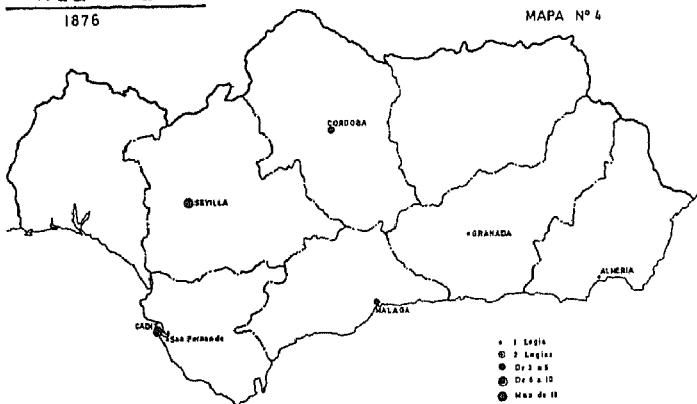 1876
MAPA Nº 4
CORDOBA
SEVILLA
GRANADA
ALMERIA
MALAGA
CADIZ
San Fernando
1 Logia
2 Logias
De 3 a 5
De 6 a 10
Mas de 10